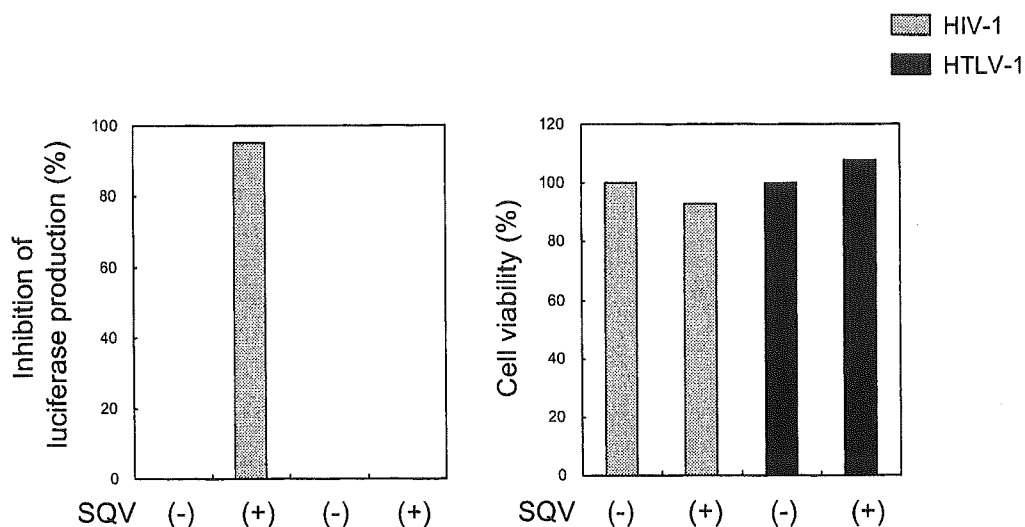 HIV-1
HTLV-1
Inhibition of
luciferase production (%)
100
80
60
40
20
0
SQV (-) (+) (-) (+)
Cell viability (%)
120
100
80
60
40
20
0
SQV (-) (+) (-) (+)